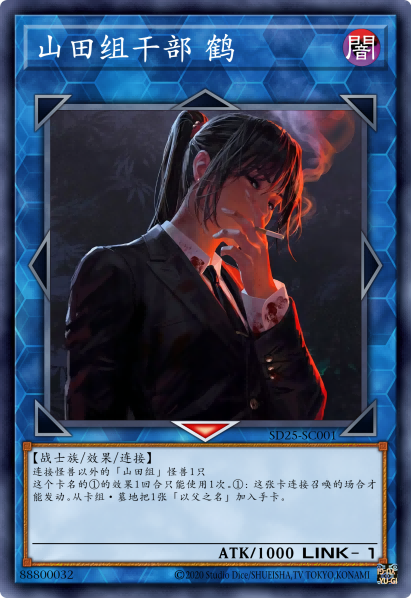 山田组干部 鹤
闇
SD25-SC001
【战士族/效果/连接】
连接怪兽以外的「山田组」怪兽1只
这个卡名的①的效果1回合只能使用1次。①：这张卡连接召唤的场合才
能发动。从卡组・墓地把1张「以父之名」加入手卡。
ATK/1000 LINK-1
88800032
©2020 Studio Dice/SHUEISHA,TV TOKYO,KONAMI